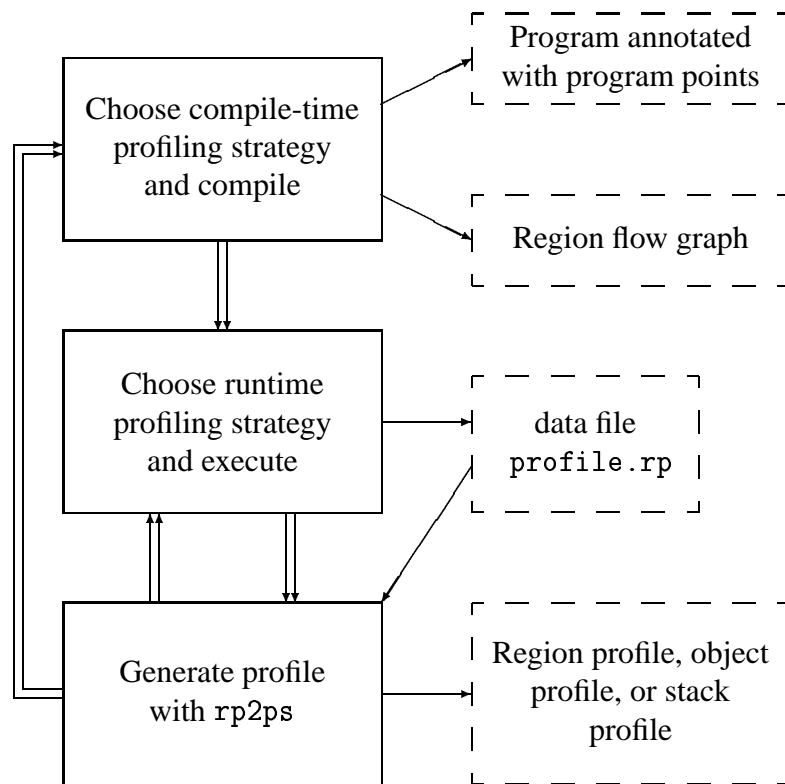 Program annotated
with program points
Choose compile-time
profiling strategy
and compile
Region flow graph
Choose runtime
profiling strategy
and execute
data file
profile.rp
Generate profile
with rp2ps
Region profile, object
profile, or stack
profile